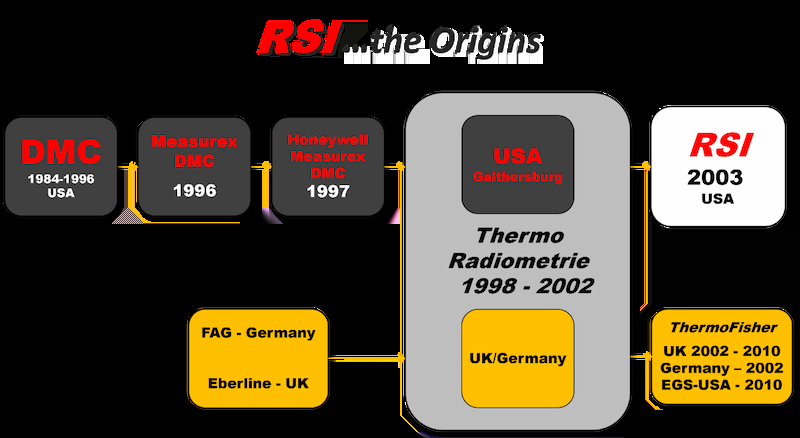 RSI ...the Origins
DMC
1984-1996
USA
Measurex
DMC
1996
Honeywell
Measurex
DMC
1997
USA
Gaithersburg
Thermo
Radiometrie
1998 - 2002
UK/Germany
RSI
2003
USA
FAG - Germany
Eberline - UK
ThermoFisher
UK 2002 - 2010
Germany – 2002
EGS-USA - 2010